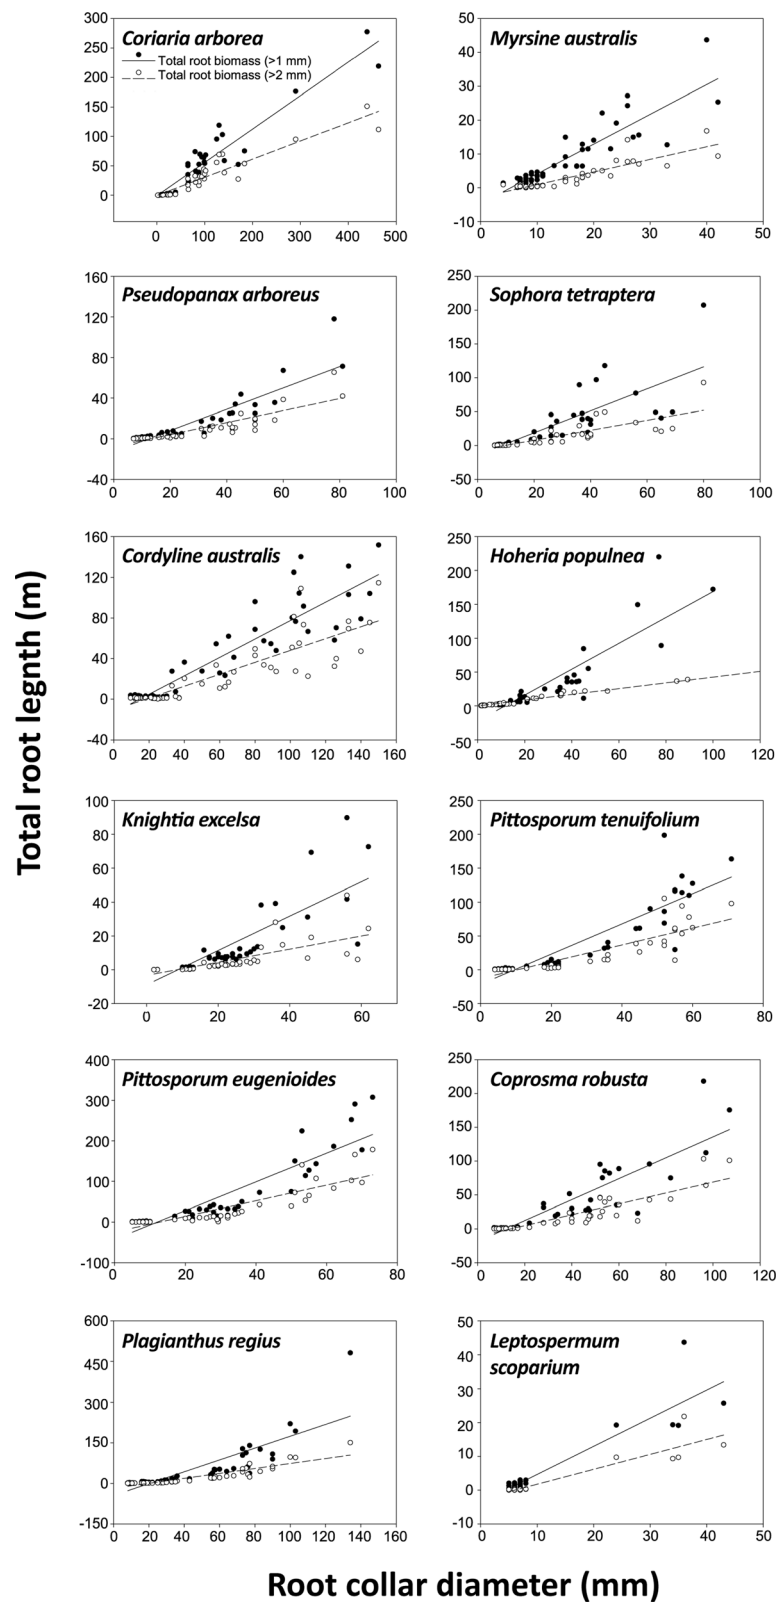 Total root legnth (m)
Coriaria arborea
Total root biomass (>1 mm)
Total root biomass (>2 mm)
300
250
200
150
100
50
0
0 100 200 300 400 500
Myrsine australis
50
40
30
20
10
0
-10
0 10 20 30 40 50
Pseudopanax arboreus
160
120
80
40
0
-40
0 20 40 60 80 100
Sophora tetraptera
250
200
150
100
50
0
-50
0 20 40 60 80 100
Cordyline australis
160
120
80
40
0
-40
0 20 40 60 80 100 120 140 160
Hoheria populnea
250
200
150
100
50
0
-50
0 20 40 60 80 100 120
Knightia excelsa
100
80
60
40
20
0
-20
0 20 40 60
Pittosporum tenuifolium
250
200
150
100
50
0
-50
0 20 40 60 80
Pittosporum eugenioides
400
300
200
100
0
-100
0 20 40 60 80
Coprosma robusta
250
200
150
100
50
0
-50
0 20 40 60 80 100 120
Plagianthus regius
600
450
300
150
0
-150
0 20 40 60 80 100 120 140 160
Leptospermum
scoparium
50
40
30
20
10
0
-10
0 10 20 30 40 50
Root collar diameter (mm)